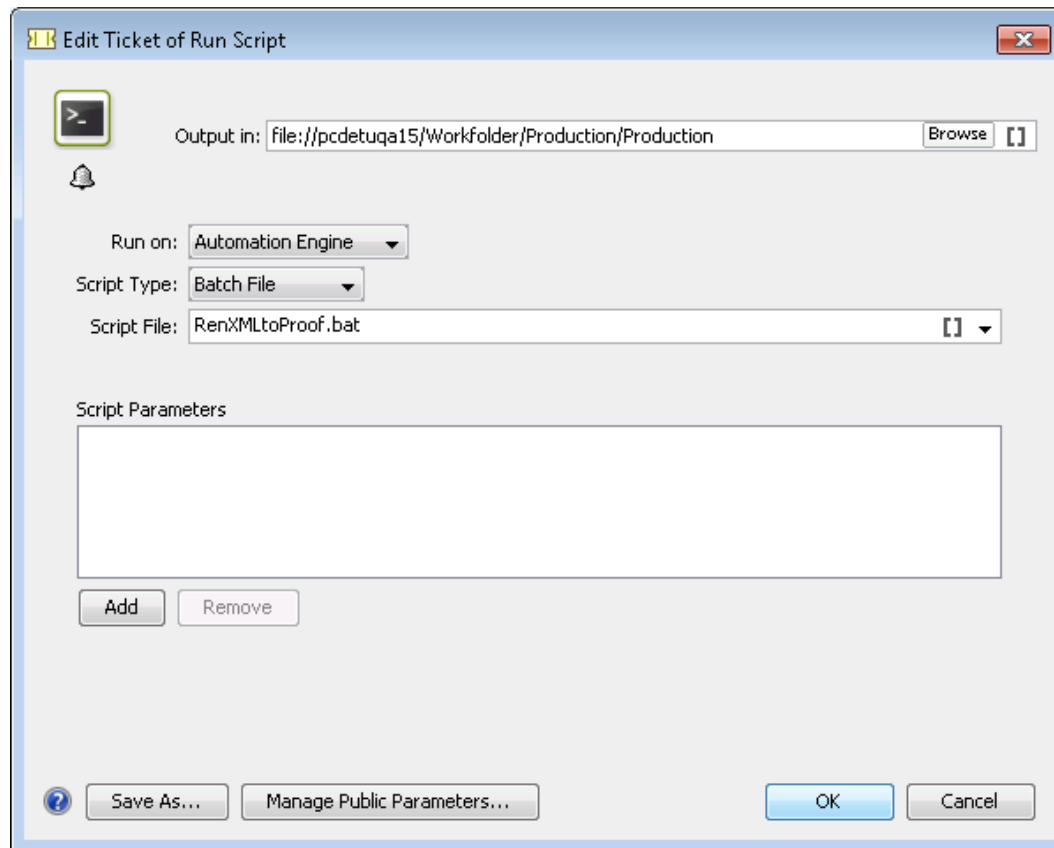 Edit Ticket of Run Script
Output in: file://pcdetuqa15/Workfolder/Production/Production Browse []
Run on: Automation Engine
Script Type: Batch File
Script File: RenXMLtoProof.bat []
Script Parameters
Add Remove
Save As... Manage Public Parameters... OK Cancel